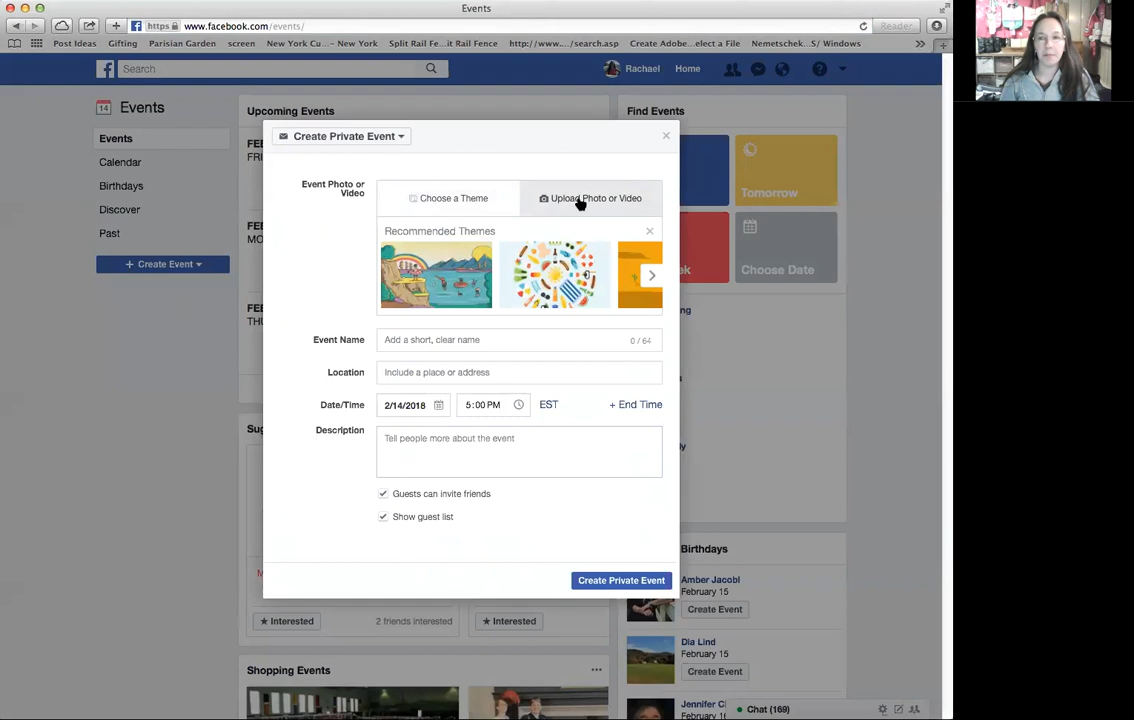 Events
https www.facebook.com/events/
Reader
Post Ideas Gifting Parisian Garden screen New York Cu... - New York Split Rail Fe...it Rail Fence http://www..../search.asp Create Adobe...elect a File Nemetschek...S/ Windows
Search
Rachael Home
14 Events
Events
Calendar
Birthdays
Discover
Past
+ Create Event
Upcoming Events
Find Events
Tomorrow
Choose Date
Create Private Event
Event Photo or
Video
Choose a Theme
Upload Photo or Video
Recommended Themes
Event Name
Add a short, clear name
0 / 64
Location
Include a place or address
Date/Time
2/14/2018
5:00 PM
EST
+ End Time
Description
Tell people more about the event
Guests can invite friends
Show guest list
Create Private Event
Interested
2 friends interested
Interested
Shopping Events
Birthdays
Amber Jacobi
February 15
Create Event
Dia Lind
February 15
Create Event
Chat (169)